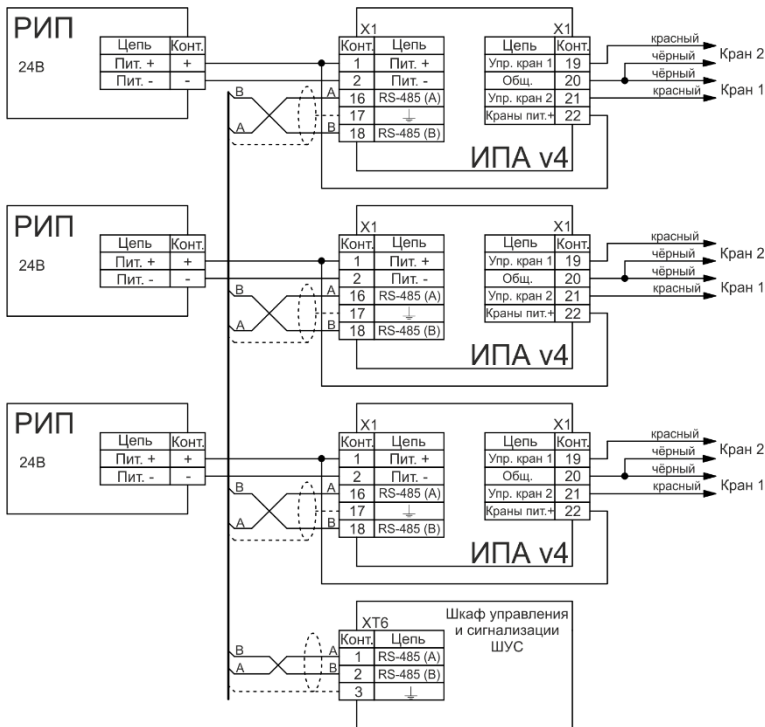 РИП
24В
Цепь Конт.
Пит. + +
Пит. - -
X1
Конт. Цепь
1 Пит. +
2 Пит. -
16 RS-485 (A)
17
18 RS-485 (B)
B A
A B
ИПА v4
X1
Цепь Конт.
Упр. кран 1 19
Общ. 20
Упр. кран 2 21
Краны пит.+ 22
красный
чёрный Кран 2
чёрный
красный Кран 1
РИП
24В
Цепь Конт.
Пит. + +
Пит. - -
X1
Конт. Цепь
1 Пит. +
2 Пит. -
16 RS-485 (A)
17
18 RS-485 (B)
B A
A B
ИПА v4
X1
Цепь Конт.
Упр. кран 1 19
Общ. 20
Упр. кран 2 21
Краны пит.+ 22
красный
чёрный Кран 2
чёрный
красный Кран 1
РИП
24В
Цепь Конт.
Пит. + +
Пит. - -
X1
Конт. Цепь
1 Пит. +
2 Пит. -
16 RS-485 (A)
17
18 RS-485 (B)
B A
A B
ИПА v4
X1
Цепь Конт.
Упр. кран 1 19
Общ. 20
Упр. кран 2 21
Краны пит.+ 22
красный
чёрный Кран 2
чёрный
красный Кран 1
XT6
Конт. Цепь
1 RS-485 (A)
2 RS-485 (B)
3
B A
A B
Шкаф управления
и сигнализации
ШУС